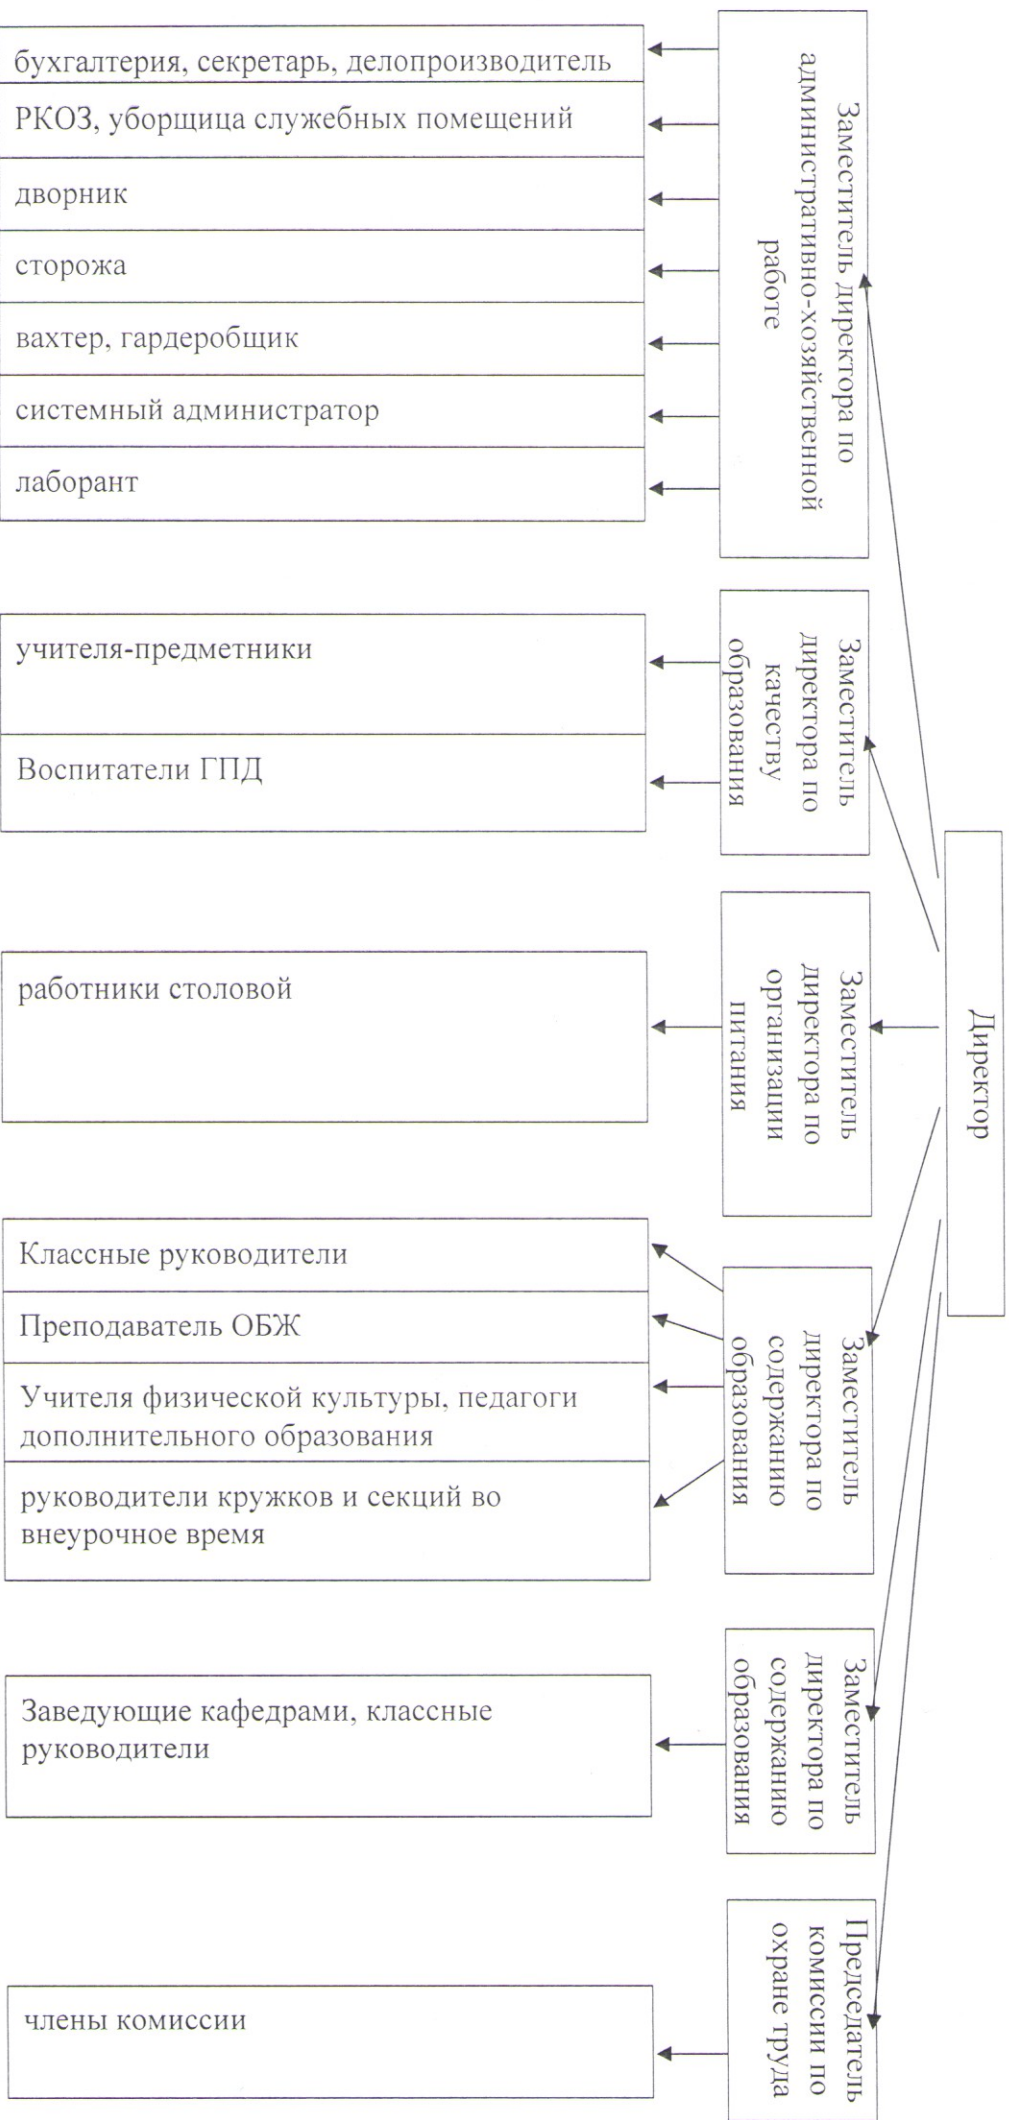 Директор
Заместитель директора по
административно-хозяйственной
работе
бухгалтерия, секретарь, делопроизводитель
РКОЗ, уборщица служебных помещений
дворник
сторожа
вахтер, гардеробщик
системный администратор
лаборант
Заместитель
директора по
качеству
образования
учителя-предметники
Воспитатели ГПД
Заместитель
директора по
организации
питания
работники столовой
Заместитель
директора по
содержанию
образования
Классные руководители
Преподаватель ОБЖ
Учителя физической культуры, педагоги
дополнительного образования
руководители кружков и секций во
внеурочное время
Заместитель
директора по
содержанию
образования
Заведующие кафедрами, классные
руководители
Председатель
комиссии по
охране труда
члены комиссии